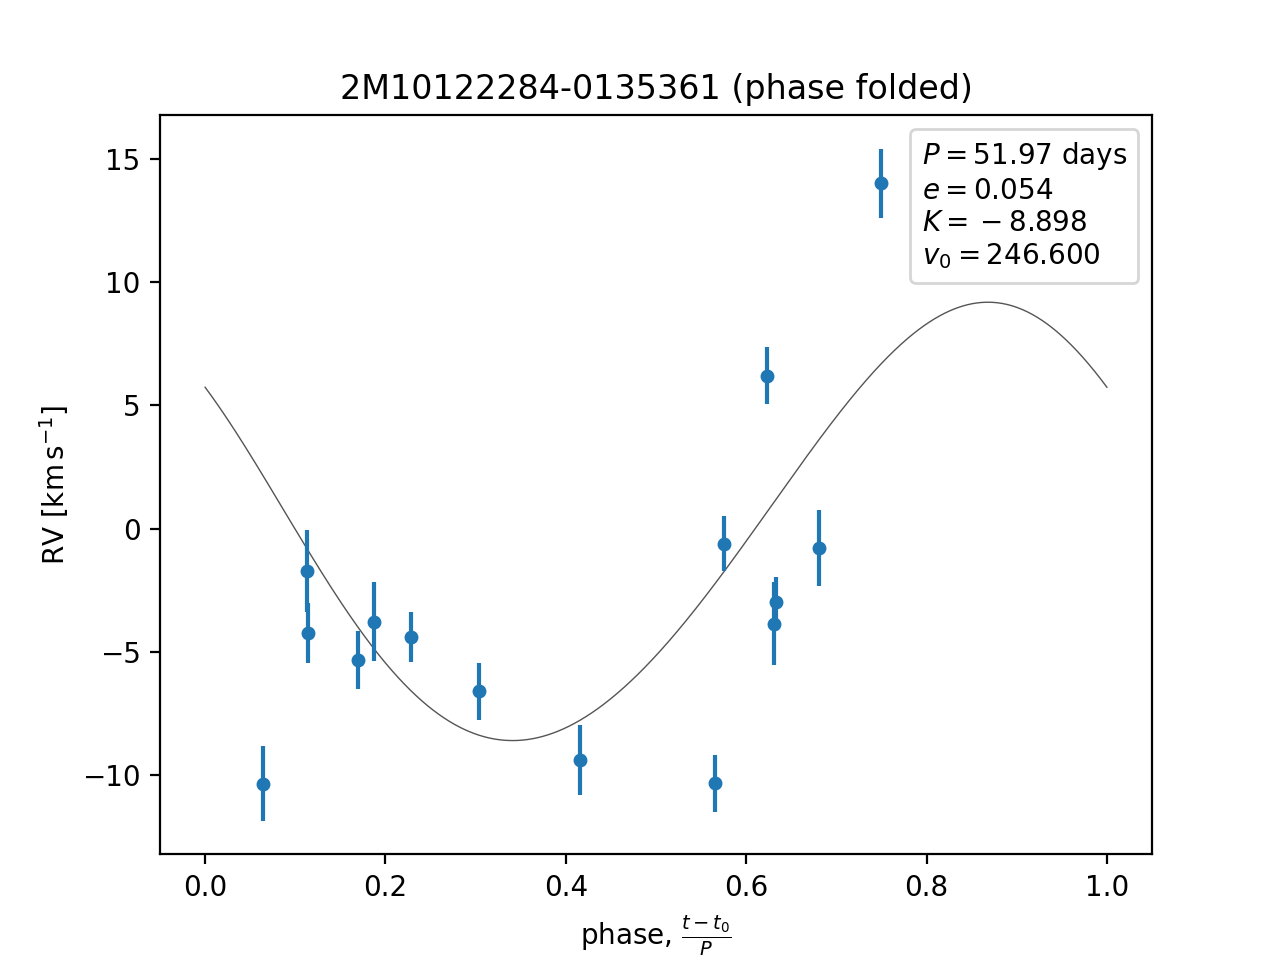 2M10122284-0135361 (phase folded)
P = 51.97 days
e = 0.054
K = −8.898
v₀ = 246.600
15
10
5
0
−5
−10
RV [km s⁻¹]
0.0 0.2 0.4 0.6 0.8 1.0
phase, (t − t₀)/P